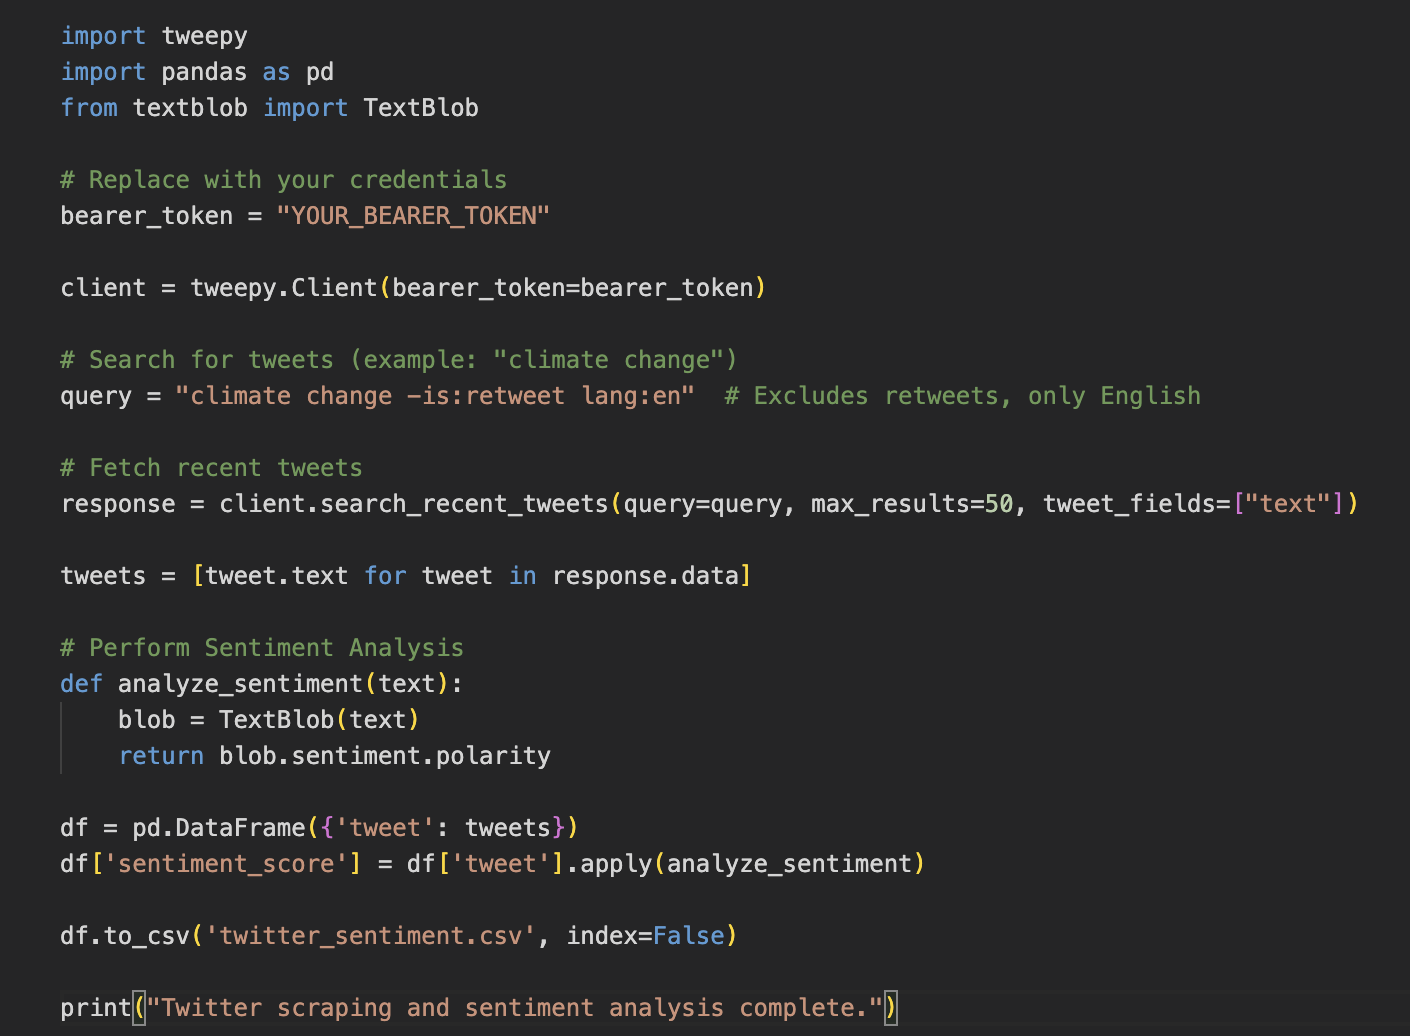 import tweepy
import pandas as pd
from textblob import TextBlob

# Replace with your credentials
bearer_token = "YOUR_BEARER_TOKEN"

client = tweepy.Client(bearer_token=bearer_token)

# Search for tweets (example: "climate change")
query = "climate change -is:retweet lang:en"  # Excludes retweets, only English

# Fetch recent tweets
response = client.search_recent_tweets(query=query, max_results=50, tweet_fields=["text"])

tweets = [tweet.text for tweet in response.data]

# Perform Sentiment Analysis
def analyze_sentiment(text):
    blob = TextBlob(text)
    return blob.sentiment.polarity

df = pd.DataFrame({'tweet': tweets})
df['sentiment_score'] = df['tweet'].apply(analyze_sentiment)

df.to_csv('twitter_sentiment.csv', index=False)

print("Twitter scraping and sentiment analysis complete.")